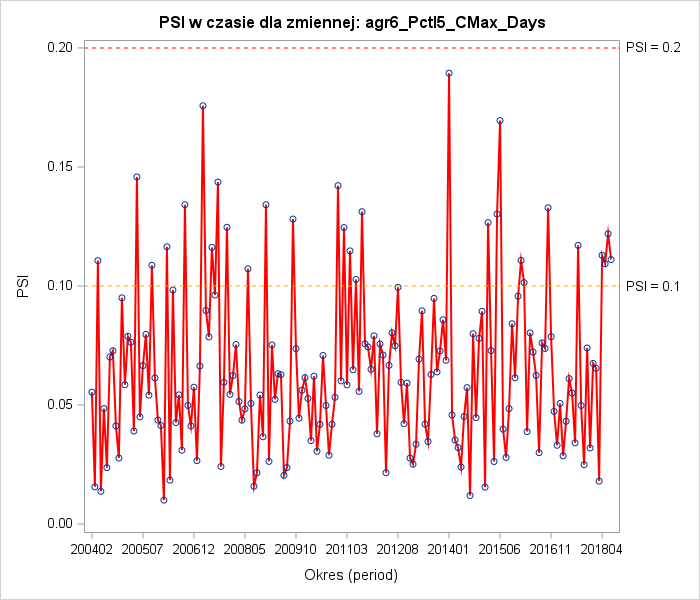 PSI w czasie dla zmiennej: agr6_Pctl5_CMax_Days
0.20
PSI = 0.2
0.15
PSI
0.10
PSI = 0.1
0.05
0.00
200402 200507 200612 200805 200910 201103 201208 201401 201506 201611 201804
Okres (period)